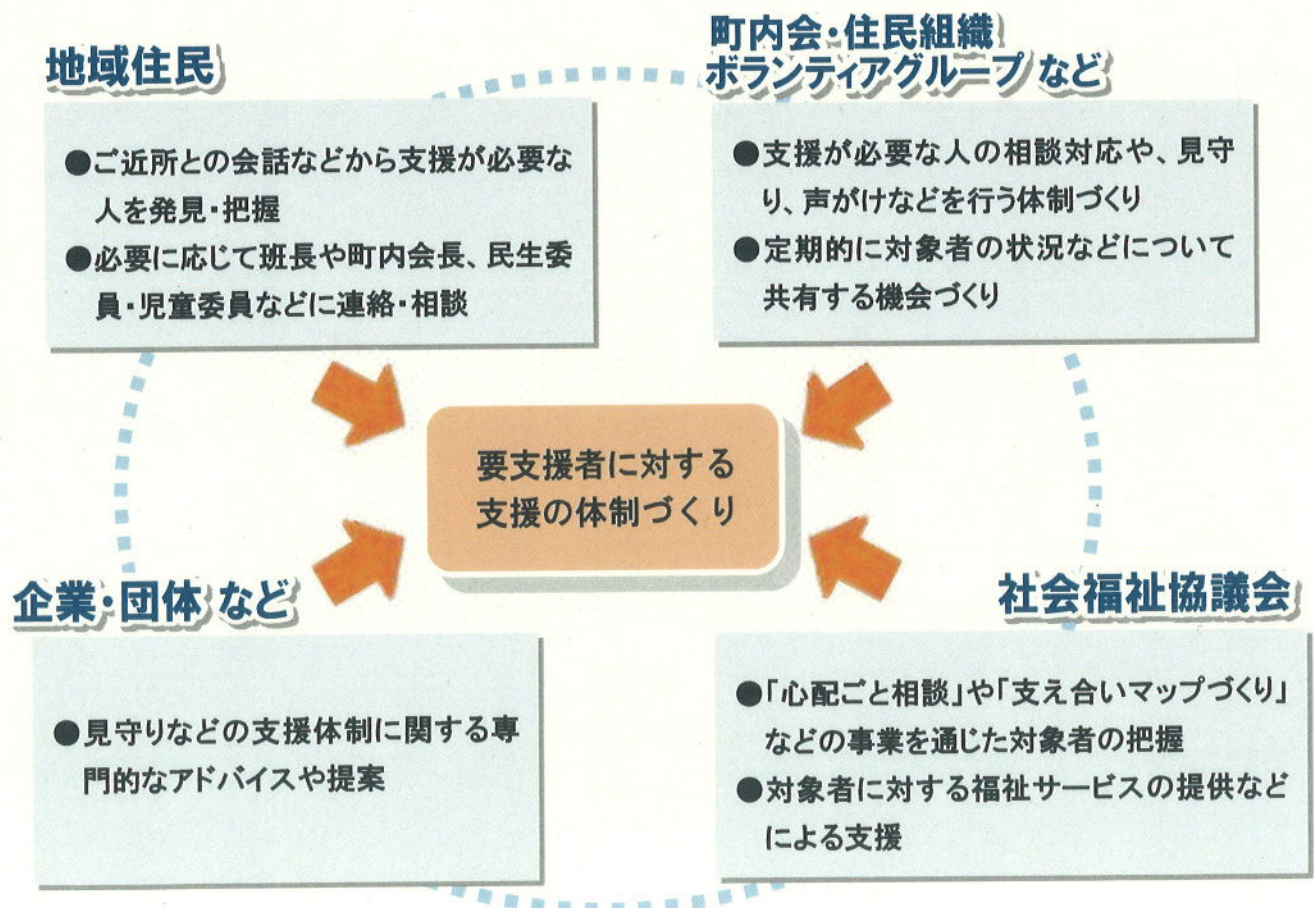 地域住民
●ご近所との会話などから支援が必要な
人を発見・把握
●必要に応じて班長や町内会長、民生委
員・児童委員などに連絡・相談
町内会・住民組織
ボランティアグループ など
●支援が必要な人の相談対応や、見守
り、声がけなどを行う体制づくり
●定期的に対象者の状況などについて
共有する機会づくり
要支援者に対する
支援の体制づくり
企業・団体 など
●見守りなどの支援体制に関する専
門的なアドバイスや提案
社会福祉協議会
●「心配ごと相談」や「支え合いマップづくり」
などの事業を通じた対象者の把握
●対象者に対する福祉サービスの提供など
による支援